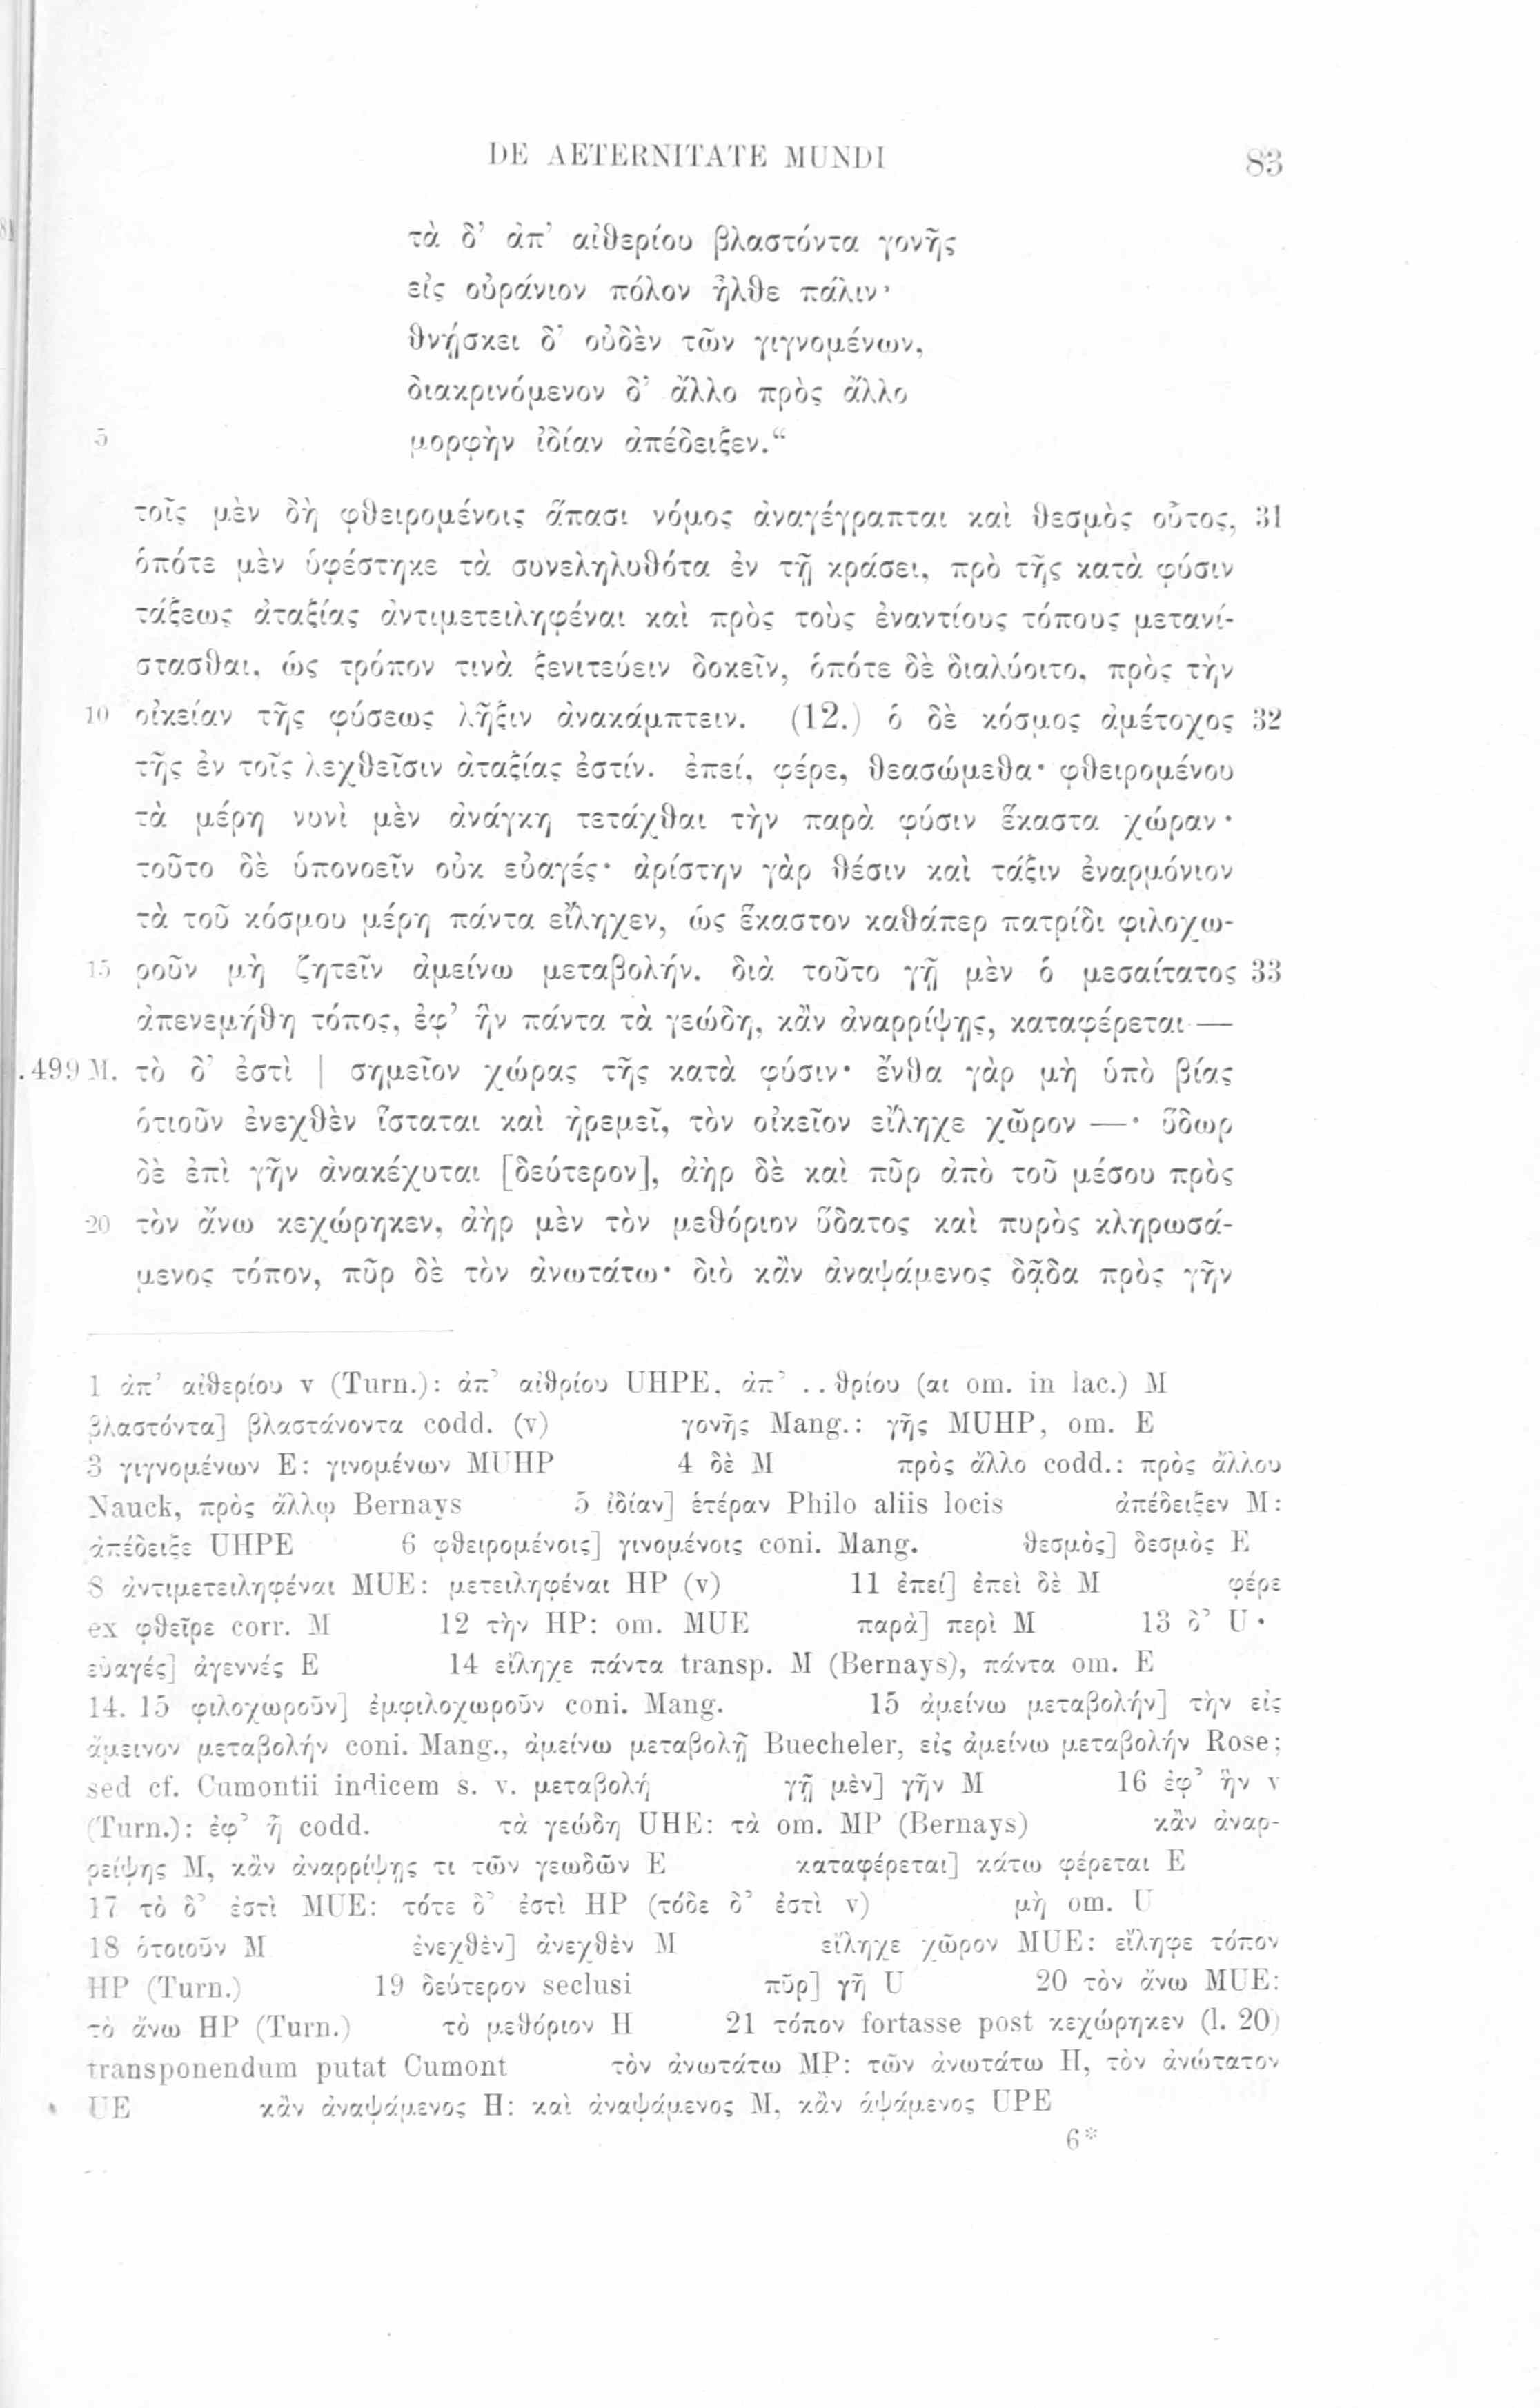 DE AETERNITATE MUNDI 83
τὰ δ’ ἀπ’ αἰθερίου βλαστόντα γονῆς
εἰς οὐράνιον πόλον ἦλθε πάλιν·
θνῄσκει δ’ οὐδὲν τῶν γιγνομένων,
διακρινόμενον δ’ ἄλλο πρὸς ἄλλο
5 μορφὴν ἰδίαν ἀπέδειξεν.“
τοῖς μὲν δὴ φθειρομένοις ἅπασι νόμος ἀναγέγραπται καὶ θεσμὸς οὗτος, 31
ὁπότε μὲν ὑφέστηκε τὰ συνεληλυθότα ἐν τῇ κράσει, πρὸ τῆς κατὰ φύσιν
τάξεως ἀταξίας ἀντιμετειληφέναι καὶ πρὸς τοὺς ἐναντίους τόπους μετανί-
στασθαι, ὡς τρόπον τινὰ ξενιτεύειν δοκεῖν, ὁπότε δὲ διαλύοιτο, πρὸς τὴν
10 οἰκείαν τῆς φύσεως λῆξιν ἀνακάμπτειν. (12.) ὁ δὲ κόσμος ἀμέτοχος 32
τῆς ἐν τοῖς λεχθεῖσιν ἀταξίας ἐστίν. ἐπεί, φέρε, θεασώμεθα· φθειρομένου
τὰ μέρη νυνὶ μὲν ἀνάγκη τετάχθαι τὴν παρὰ φύσιν ἕκαστα χώραν·
τοῦτο δὲ ὑπονοεῖν οὐκ εὐαγές· ἀρίστην γὰρ θέσιν καὶ τάξιν ἐναρμόνιον
τὰ τοῦ κόσμου μέρη πάντα εἴληχεν, ὡς ἕκαστον καθάπερ πατρίδι φιλοχω-
15 ροῦν μὴ ζητεῖν ἀμείνω μεταβολήν. διὰ τοῦτο γῇ μὲν ὁ μεσαίτατος 33
ἀπενεμήθη τόπος, ἐφ’ ἣν πάντα τὰ γεώδη, κἂν ἀναρρίψῃς, καταφέρεται —
.499 M. τὸ δ’ ἐστὶ | σημεῖον χώρας τῆς κατὰ φύσιν· ἔνθα γὰρ μὴ ὑπὸ βίας
ὁτιοῦν ἐνεχθὲν ἵσταται καὶ ἠρεμεῖ, τὸν οἰκεῖον εἴληχε χῶρον —· ὕδωρ
δὲ ἐπὶ γῆν ἀνακέχυται [δεύτερον], ἀὴρ δὲ καὶ πῦρ ἀπὸ τοῦ μέσου πρὸς
20 τὸν ἄνω κεχώρηκεν, ἀὴρ μὲν τὸν μεθόριον ὕδατος καὶ πυρὸς κληρωσά-
μενος τόπον, πῦρ δὲ τὸν ἀνωτάτω· διὸ κἂν ἀναψάμενος δᾷδα πρὸς γῆν
1 ἀπ’ αἰθερίου v (Turn.): ἀπ’ αἰθρίου UHPE, ἀπ’ ..θρίου (αι om. in lac.) M
βλαστόντα] βλαστάνοντα codd. (v) γονῆς Mang.: γῆς MUHP, om. E
3 γιγνομένων E: γινομένων MUHP 4 δὲ M πρὸς ἄλλο codd.: πρὸς ἄλλου
Nauck, πρὸς ἄλλῳ Bernays 5 ἰδίαν] ἑτέραν Philo aliis locis ἀπέδειξεν M:
ἀπέδειξε UHPE 6 φθειρομένοις] γινομένοις coni. Mang. θεσμὸς] δεσμὸς E
8 ἀντιμετειληφέναι MUE: μετειληφέναι HP (v) 11 ἐπεί] ἐπεὶ δὲ M φέρε
ex φθεῖρε corr. M 12 τὴν HP: om. MUE παρὰ] περὶ M 13 δ’ U
εὐαγές] ἀγεννές E 14 εἴληχε πάντα transp. M (Bernays), πάντα om. E
14. 15 φιλοχωροῦν] ἐμφιλοχωροῦν coni. Mang. 15 ἀμείνω μεταβολήν] τὴν εἰς
ἄμεινον μεταβολήν coni. Mang., ἀμείνω μεταβολῇ Buecheler, εἰς ἀμείνω μεταβολήν Rose;
sed cf. Cumontii indicem s. v. μεταβολή γῇ μὲν] γῆν M 16 ἐφ’ ἣν v
(Turn.): ἐφ’ ᾗ codd. τὰ γεώδη UHE: τὰ om. MP (Bernays) κἂν ἀναρ-
ρείψης M, κἂν ἀναρρίψῃς τι τῶν γεωδῶν E καταφέρεται] κάτω φέρεται E
17 τὸ δ’ ἐστὶ MUE: τότε δ’ ἐστὶ HP (τόδε δ’ ἐστὶ v) μὴ om. U
18 ὁτοιοῦν M ἐνεχθὲν] ἀνεχθὲν M εἴληχε χῶρον MUE: εἴληφε τόπον
HP (Turn.) 19 δεύτερον seclusi πῦρ] γῆ U 20 τὸν ἄνω MUE:
τὸ ἄνω HP (Turn.) τὸ μεθόριον H 21 τόπον fortasse post κεχώρηκεν (l. 20)
transponendum putat Cumont τὸν ἀνωτάτω MP: τῶν ἀνωτάτω H, τὸν ἀνώτατον
UE κἂν ἀναψάμενος H: καὶ ἀναψάμενος M, κἂν ἁψάμενος UPE
6*